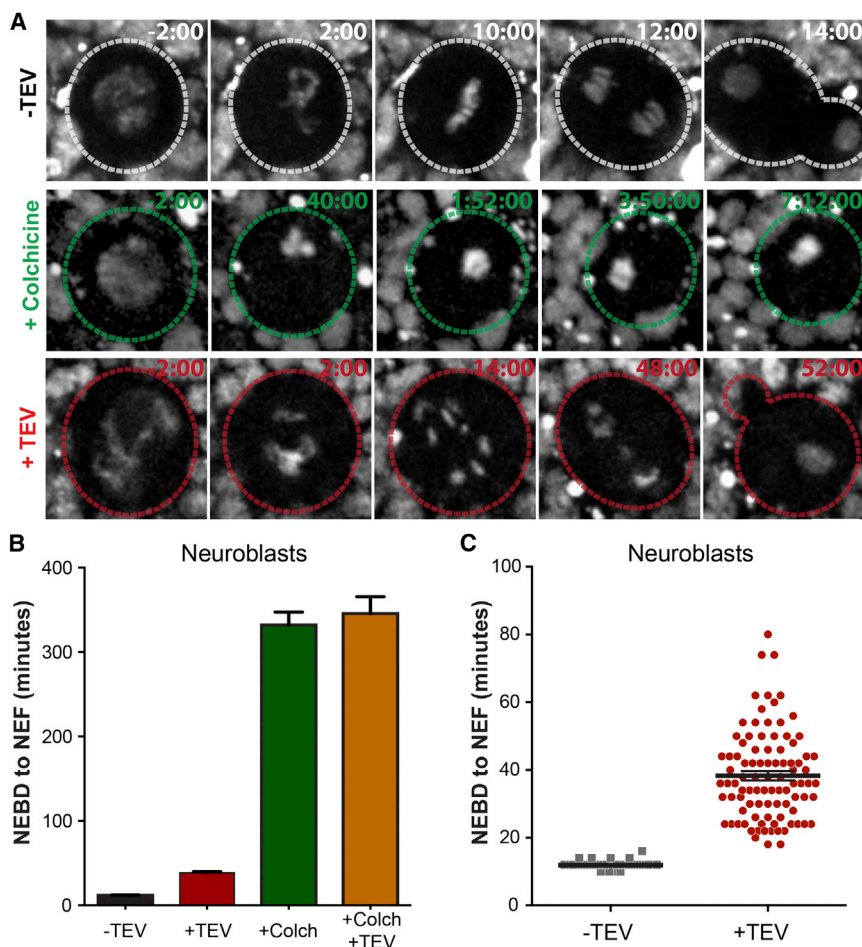 A
-TEV
-2:00
2:00
10:00
12:00
14:00
+ Colchicine
-2:00
40:00
1:52:00
3:50:00
7:12:00
+ TEV
-2:00
2:00
14:00
48:00
52:00
B
Neuroblasts
NEBD to NEF (minutes)
400
300
200
100
0
-TEV
+TEV
+Colch
+Colch
+TEV
C
Neuroblasts
NEBD to NEF (minutes)
100
80
60
40
20
0
-TEV
+TEV